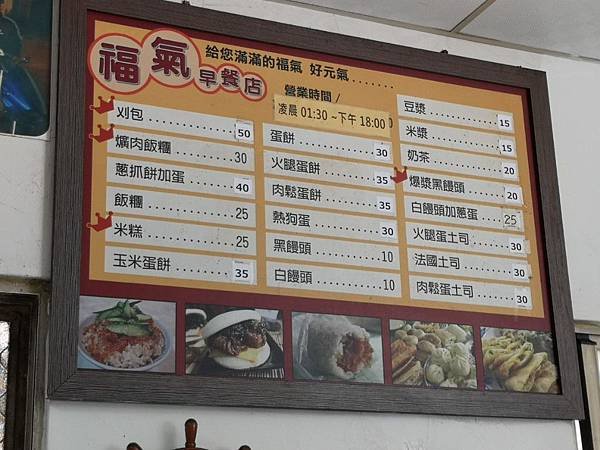 福氣早餐店
給您滿滿的福氣 好元氣.......
營業時間/
凌晨 01:30 ~下午 18:00
刈包 50
爌肉飯糰 30
蔥抓餅加蛋 40
飯糰 25
米糕 25
玉米蛋餅 35
蛋餅 30
火腿蛋餅 35
肉鬆蛋餅 35
熱狗蛋 30
黑饅頭 10
白饅頭 10
豆漿 15
米漿 15
奶茶 20
爆漿黑饅頭 20
白饅頭加蔥蛋 25
火腿蛋土司 30
法國土司 30
肉鬆蛋土司 30